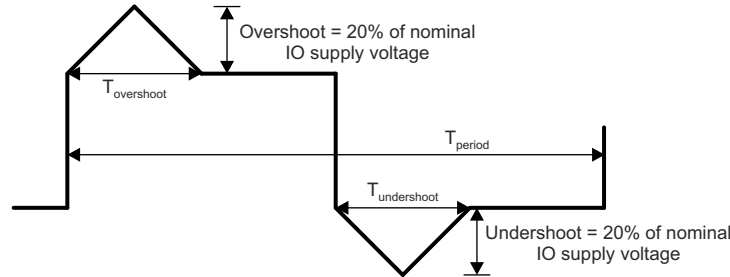 Overshoot = 20% of nominal
IO supply voltage
Tovershoot
Tperiod
Tundershoot
Undershoot = 20% of nominal
IO supply voltage